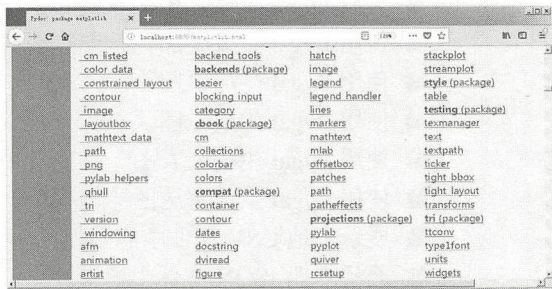 Pydoc: package matplotlib
localhost:
/matplotlib.html
120%
_cm_listed backend_tools hatch stackplot
_color_data backends (package) image streamplot
_constrained_layout bezier legend style (package)
_contour blocking_input legend_handler table
_image category lines testing (package)
_layoutbox cbook (package) markers texmanager
_mathtext_data cm mathtext text
_path collections mlab textpath
_png colorbar offsetbox ticker
_pylab_helpers colors patches tight_bbox
_qhull compat (package) path tight_layout
_tri container patheffects transforms
_version contour projections (package) tri (package)
_windowing dates pylab ttconv
afm docstring pyplot type1font
animation dviread quiver units
artist figure rcsetup widgets